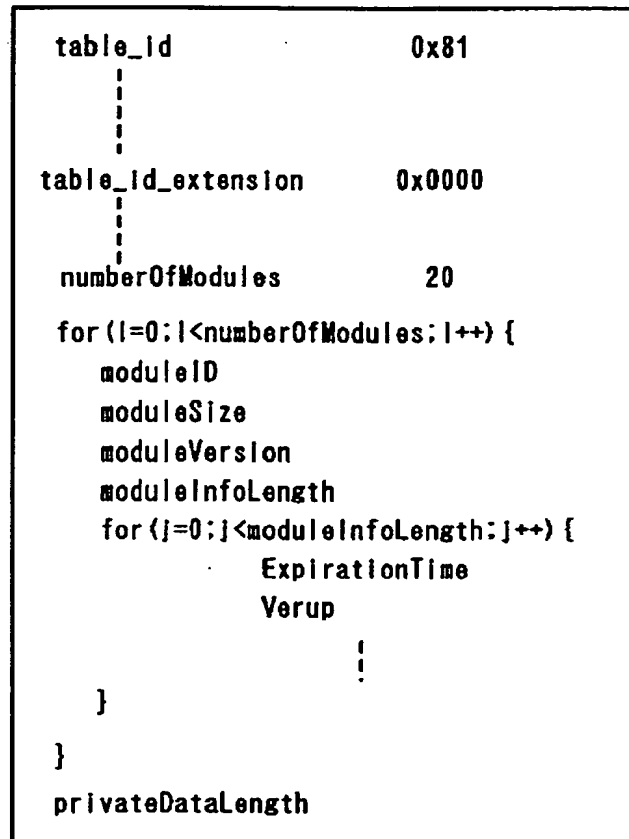 table_id 0x81
table_id_extension 0x0000
numberOfModules 20
for(i=0;i<numberOfModules;i++){
moduleID
moduleSize
moduleVersion
moduleInfoLength
for(j=0;j<moduleInfoLength;j++){
ExpirationTime
Verup
}
}
privateDataLength